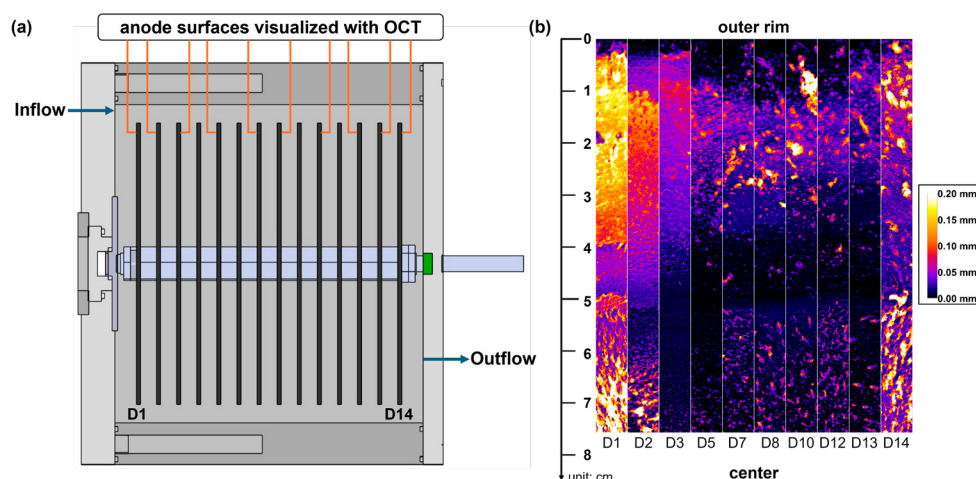 (a)
anode surfaces visualized with OCT
Inflow
Outflow
D1
D14
(b)
outer rim
0
1
2
3
4
5
6
7
8
unit: cm
0.20 mm
0.15 mm
0.10 mm
0.05 mm
0.00 mm
D1 D2 D3 D5 D7 D8 D10 D12 D13 D14
center